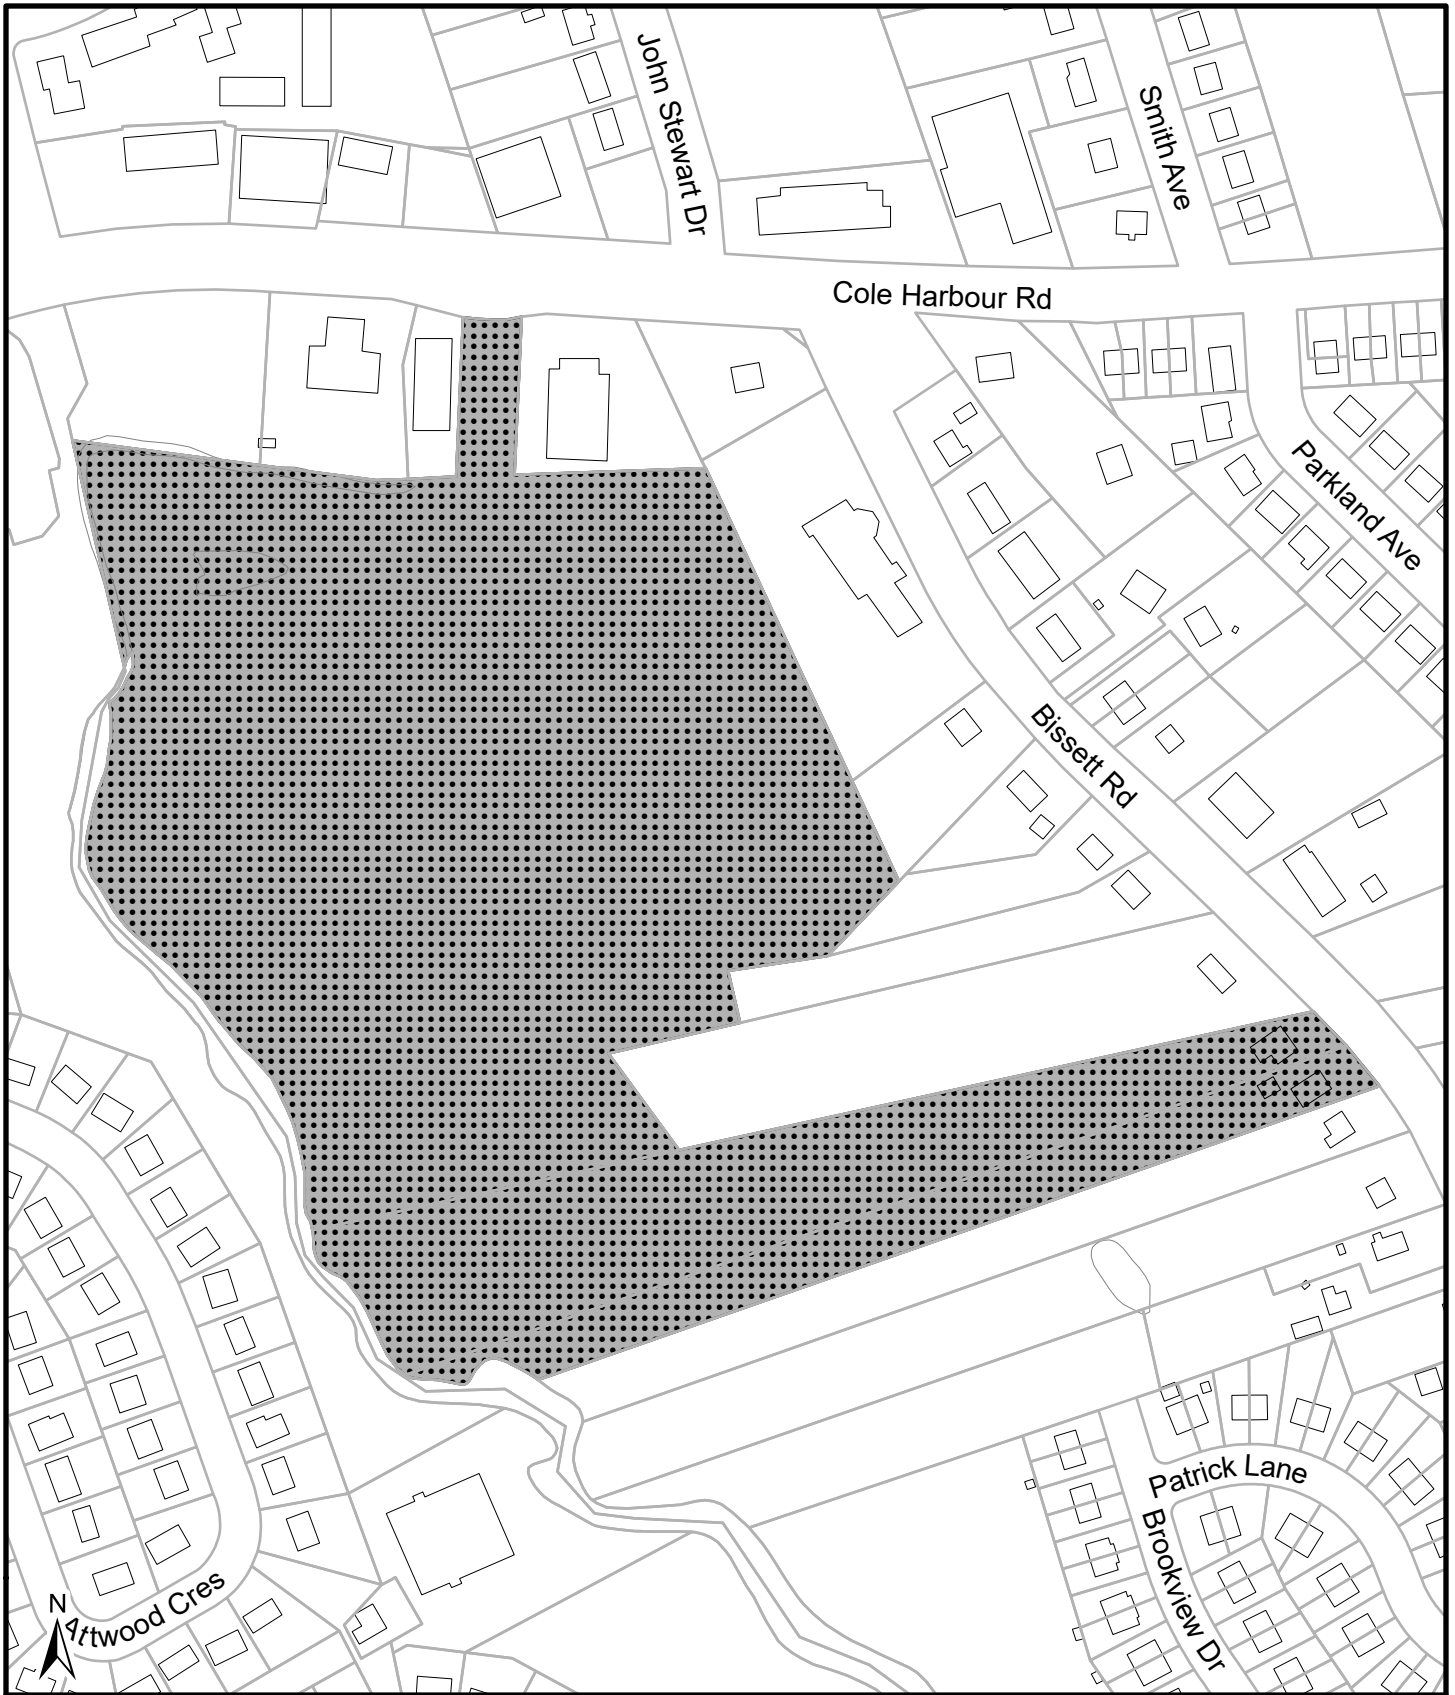 John Stewart Dr
Smith Ave
Cole Harbour Rd
Parkland Ave
Bissett Rd
Patrick Lane
Brookview Dr
N
Attwood Cres